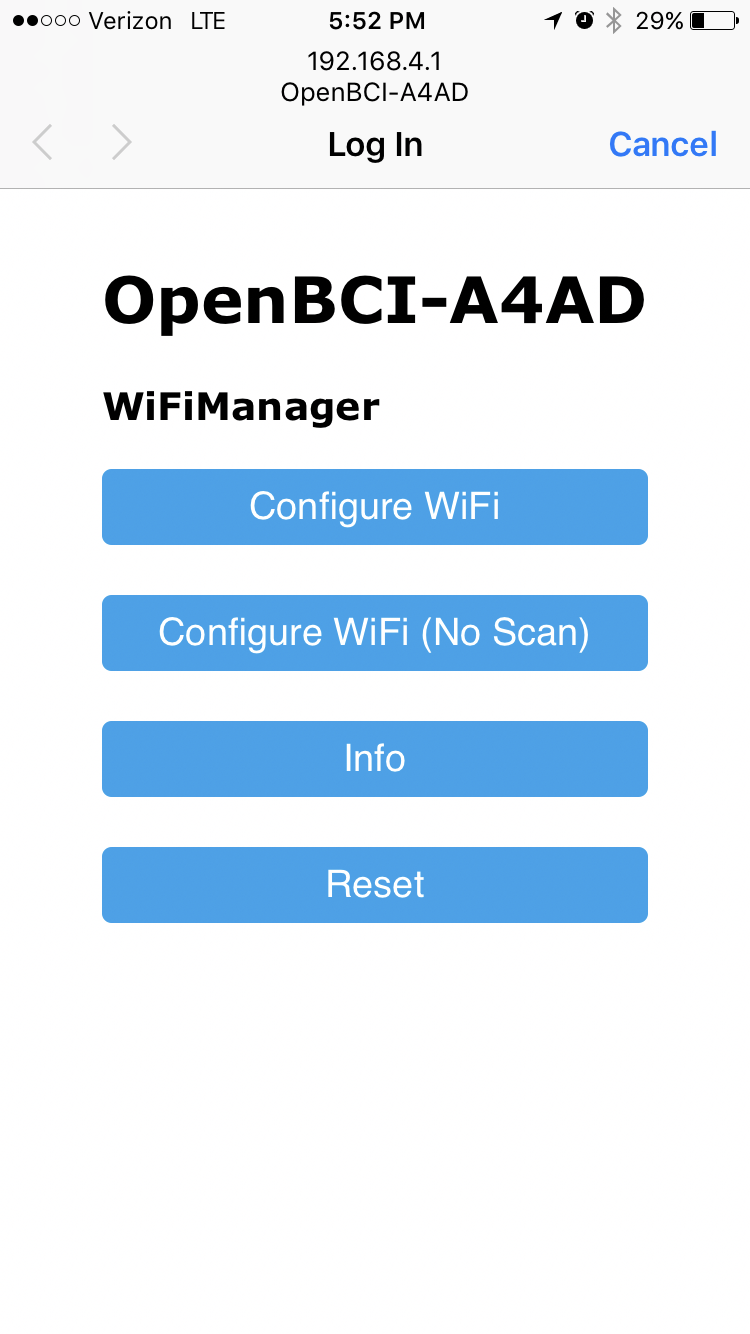 Verizon LTE 5:52 PM 29%
192.168.4.1
OpenBCI-A4AD
Log In Cancel
OpenBCI-A4AD
WiFiManager
Configure WiFi
Configure WiFi (No Scan)
Info
Reset